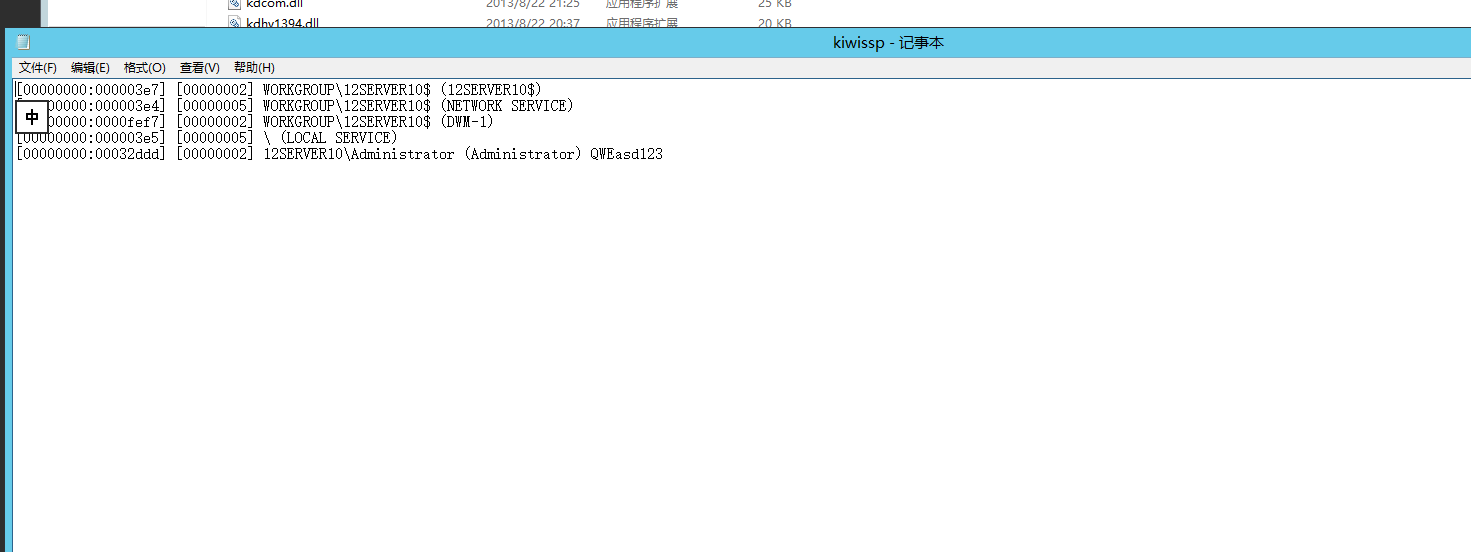 kdcom.dll 2013/8/22 21:25 应用程序扩展 25 KB
kdhv1394.dll 2013/8/22 20:37 应用程序扩展 20 KB
kiwissp - 记事本
文件(F) 编辑(E) 格式(O) 查看(V) 帮助(H)
[00000000:000003e7] [00000002] WORKGROUP\12SERVER10$ (12SERVER10$)
00000:000003e4] [00000005] WORKGROUP\12SERVER10$ (NETWORK SERVICE)
中
00000:0000fef7] [00000002] WORKGROUP\12SERVER10$ (DWM-1)
[00000000:000003e5] [00000005] \ (LOCAL SERVICE)
[00000000:00032ddd] [00000002] 12SERVER10\Administrator (Administrator) QWEasd123